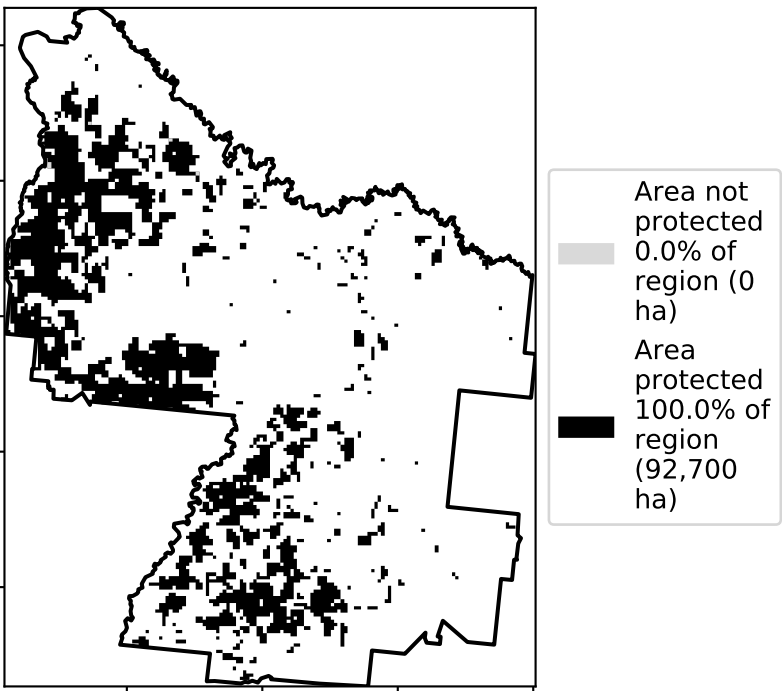 Area not
protected
0.0% of
region (0
ha)
Area
protected
100.0% of
region
(92,700
ha)